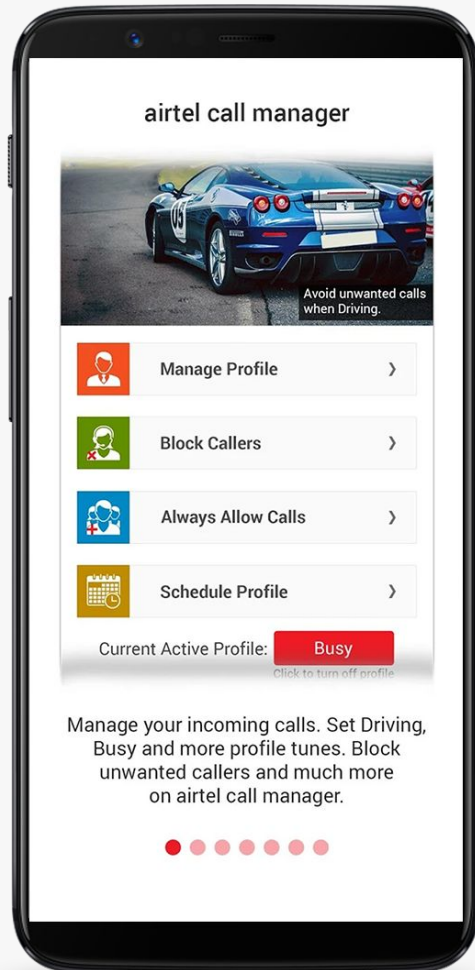 airtel call manager
05
Avoid unwanted calls
when Driving.
Manage Profile
Block Callers
Always Allow Calls
Schedule Profile
Current Active Profile: Busy
Click to turn off profile
Manage your incoming calls. Set Driving,
Busy and more profile tunes. Block
unwanted callers and much more
on airtel call manager.